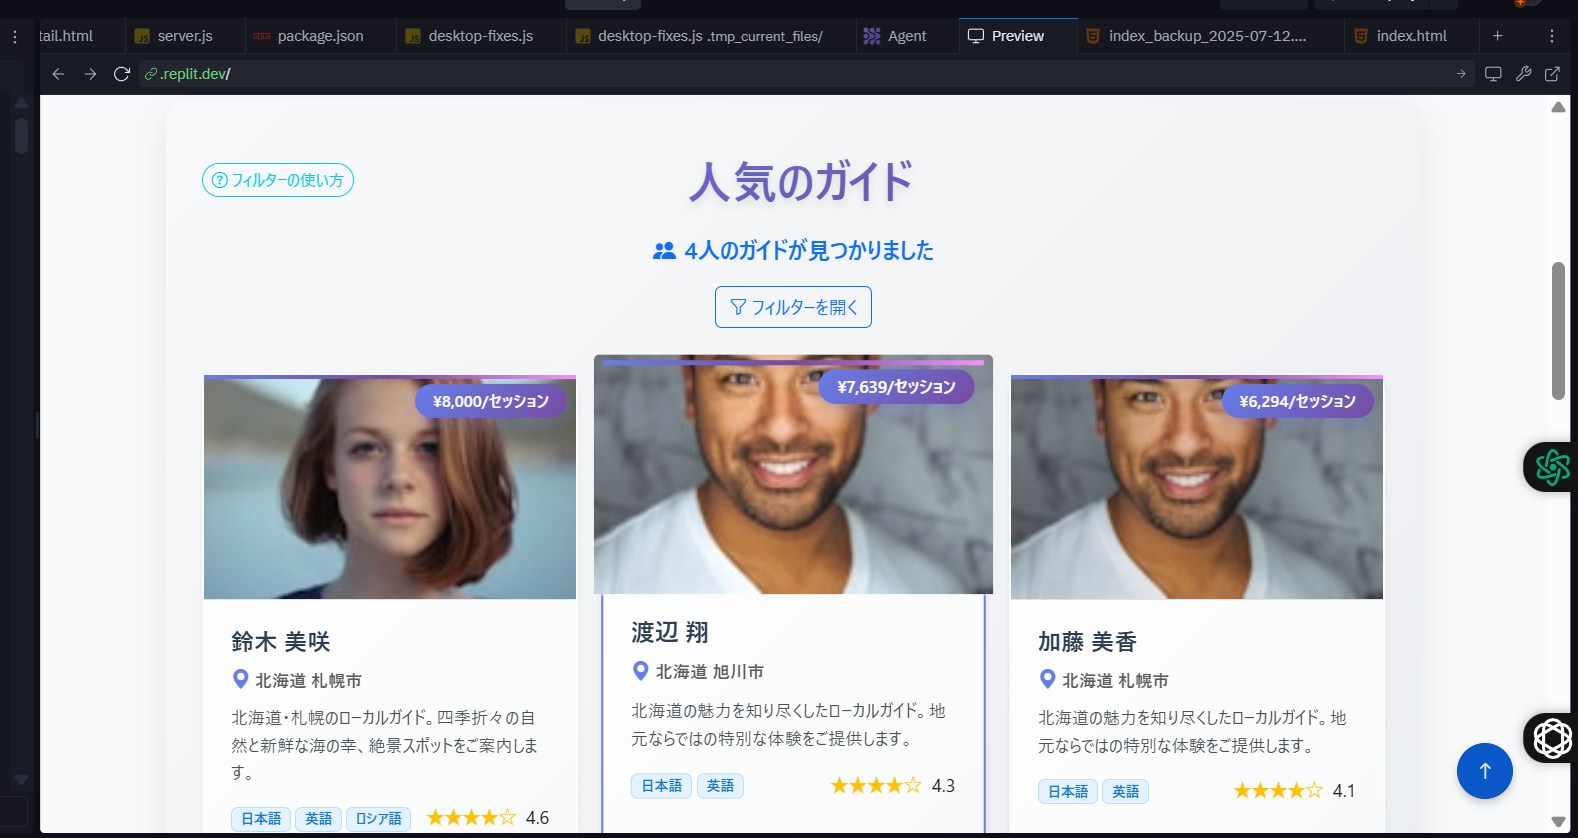 tail.html
server.js
package.json
desktop-fixes.js
desktop-fixes.js .tmp_current_files/
Agent
Preview
index_backup_2025-07-12....
index.html
.replit.dev/
フィルターの使い方
人気のガイド
4人のガイドが見つかりました
フィルターを開く
¥8,000/セッション
鈴木 美咲
北海道 札幌市
北海道・札幌のローカルガイド。四季折々の自
然と新鮮な海の幸、絶景スポットをご案内しま
す。
日本語 英語 ロシア語 ★★★★☆ 4.6
¥7,639/セッション
渡辺 翔
北海道 旭川市
北海道の魅力を知り尽くしたローカルガイド。地
元ならではの特別な体験をご提供します。
日本語 英語 ★★★★☆ 4.3
¥6,294/セッション
加藤 美香
北海道 札幌市
北海道の魅力を知り尽くしたローカルガイド。地
元ならではの特別な体験をご提供します。
日本語 英語 ★★★★☆ 4.1